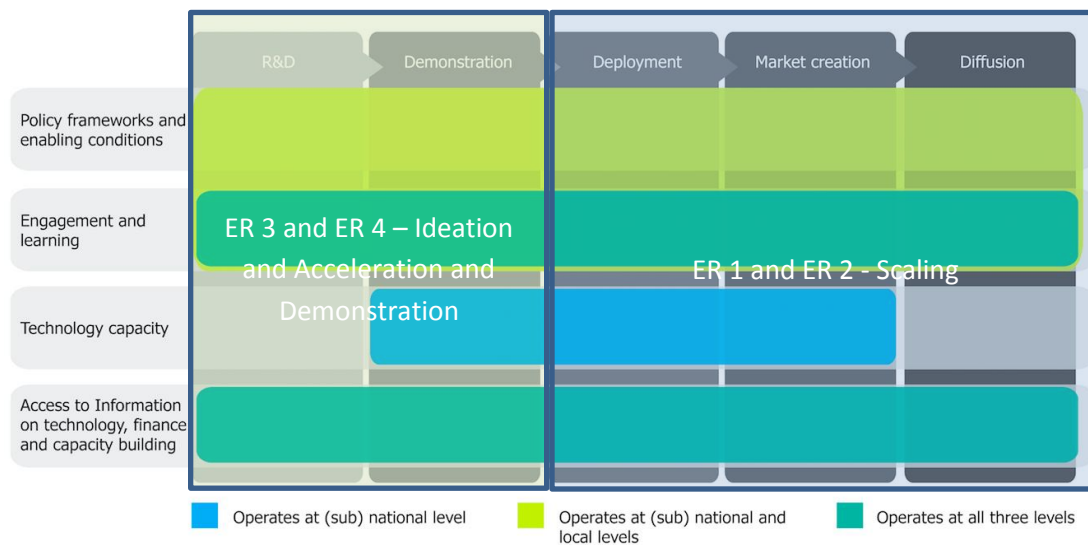 R&D
Demonstration
Deployment
Market creation
Diffusion
Policy frameworks and
enabling conditions
Engagement and
learning
ER 3 and ER 4 – Ideation
and Acceleration and
Demonstration
ER 1 and ER 2 - Scaling
Technology capacity
Access to Information
on technology, finance
and capacity building
Operates at (sub) national level
Operates at (sub) national and
local levels
Operates at all three levels